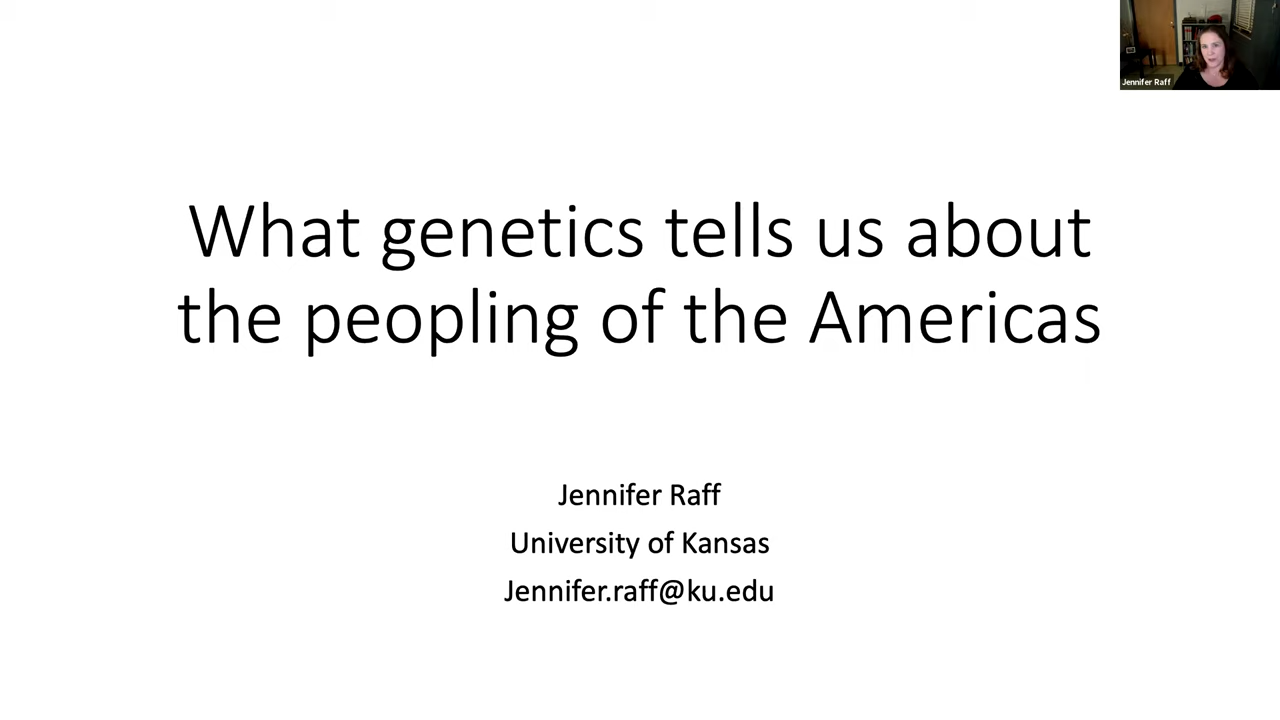 Jennifer Raff
What genetics tells us about
the peopling of the Americas
Jennifer Raff
University of Kansas
Jennifer.raff@ku.edu